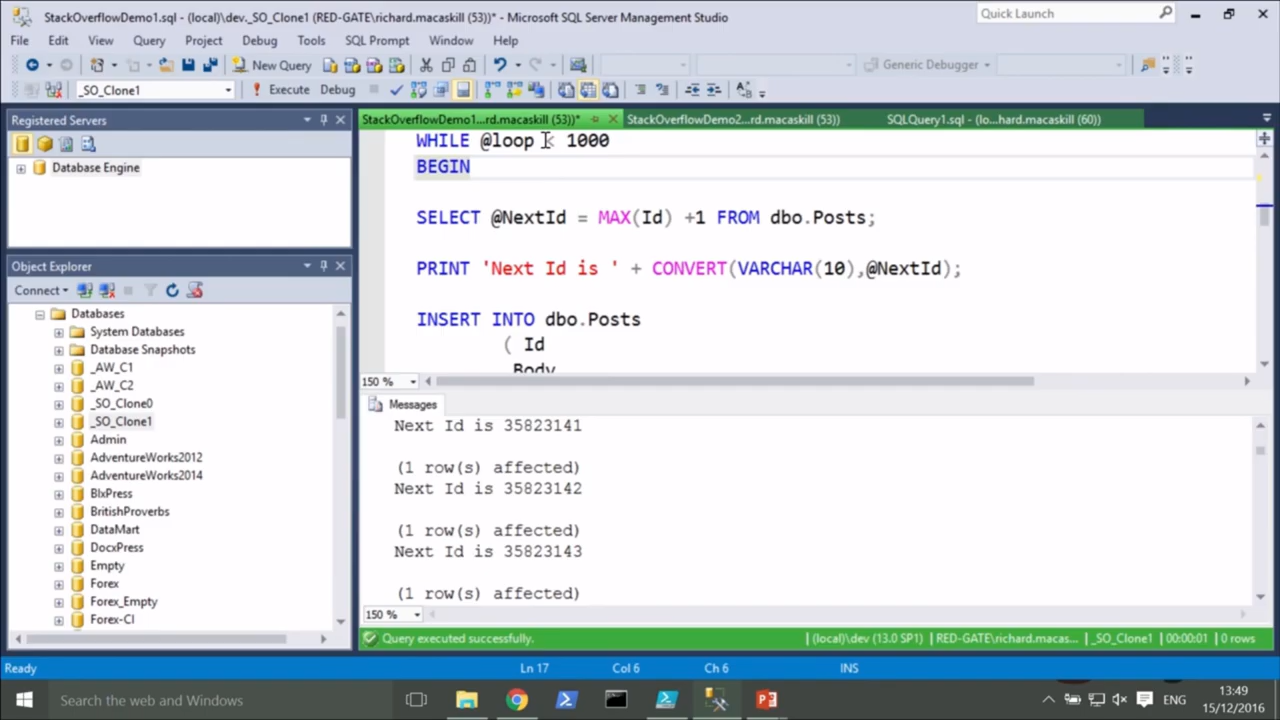 StackOverflowDemo1.sql - (local)\dev._SO_Clone1 (RED-GATE\richard.macaskill (53))* - Microsoft SQL Server Management Studio
Quick Launch
File Edit View Query Project Debug Tools SQL Prompt Window Help
New Query
Generic Debugger
_SO_Clone1
Execute Debug
Registered Servers
Database Engine
Object Explorer
Connect
Databases
System Databases
Database Snapshots
_AW_C1
_AW_C2
_SO_Clone0
_SO_Clone1
Admin
AdventureWorks2012
AdventureWorks2014
BlxPress
BritishProverbs
DataMart
DocxPress
Empty
Forex
Forex_Empty
Forex-CI
StackOverflowDemo1...rd.macaskill (53))*
StackOverflowDemo2...rd.macaskill (53))
SQLQuery1.sql - (lo...hard.macaskill (60))
WHILE @loop < 1000
BEGIN
SELECT @NextId = MAX(Id) +1 FROM dbo.Posts;
PRINT 'Next Id is ' + CONVERT(VARCHAR(10),@NextId);
INSERT INTO dbo.Posts
( Id
Body
150 %
Messages
Next Id is 35823141
(1 row(s) affected)
Next Id is 35823142
(1 row(s) affected)
Next Id is 35823143
(1 row(s) affected)
150 %
Query executed successfully.
(local)\dev (13.0 SP1) RED-GATE\richard.macas... _SO_Clone1 00:00:01 0 rows
Ready
Ln 17
Col 6
Ch 6
INS
Search the web and Windows
ENG
13:49
15/12/2016